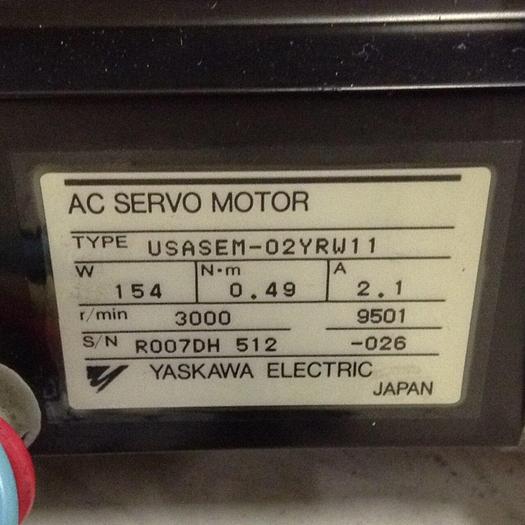 AC SERVO MOTOR
TYPE USASEM-02YRW11
W 154 N·m 0.49 A 2.1
r/min 3000 9501
S/N R007DH 512 -026
YASKAWA ELECTRIC
JAPAN